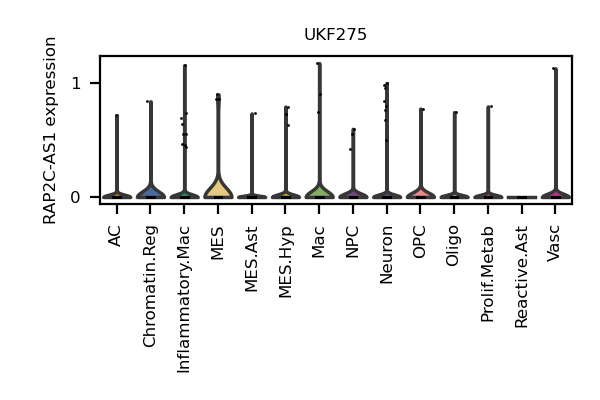 UKF275
RAP2C-AS1 expression
1
0
AC
Chromatin.Reg
Inflammatory.Mac
MES
MES.Ast
MES.Hyp
Mac
NPC
Neuron
OPC
Oligo
Prolif.Metab
Reactive.Ast
Vasc